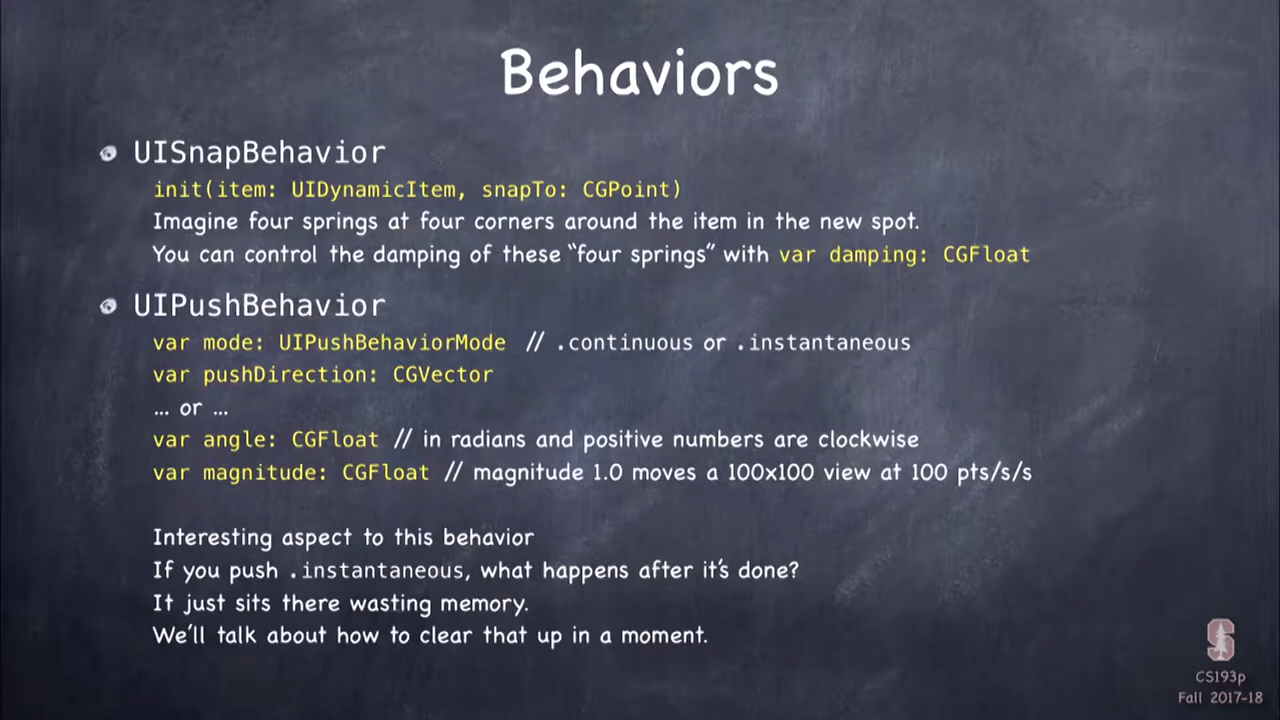 Behaviors
UISnapBehavior
init(item: UIDynamicItem, snapTo: CGPoint)
Imagine four springs at four corners around the item in the new spot.
You can control the damping of these “four springs” with var damping: CGFloat
UIPushBehavior
var mode: UIPushBehaviorMode // .continuous or .instantaneous
var pushDirection: CGVector
… or …
var angle: CGFloat // in radians and positive numbers are clockwise
var magnitude: CGFloat // magnitude 1.0 moves a 100x100 view at 100 pts/s/s
Interesting aspect to this behavior
If you push .instantaneous, what happens after it’s done?
It just sits there wasting memory.
We’ll talk about how to clear that up in a moment.
S
CS193p
Fall 2017-18